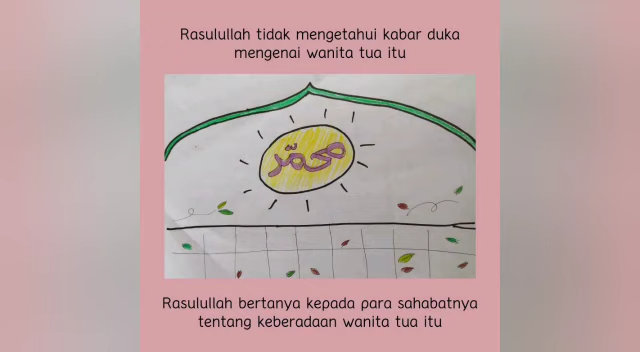 Rasulullah tidak mengetahui kabar duka
mengenai wanita tua itu
محمّد
Rasulullah bertanya kepada para sahabatnya
tentang keberadaan wanita tua itu